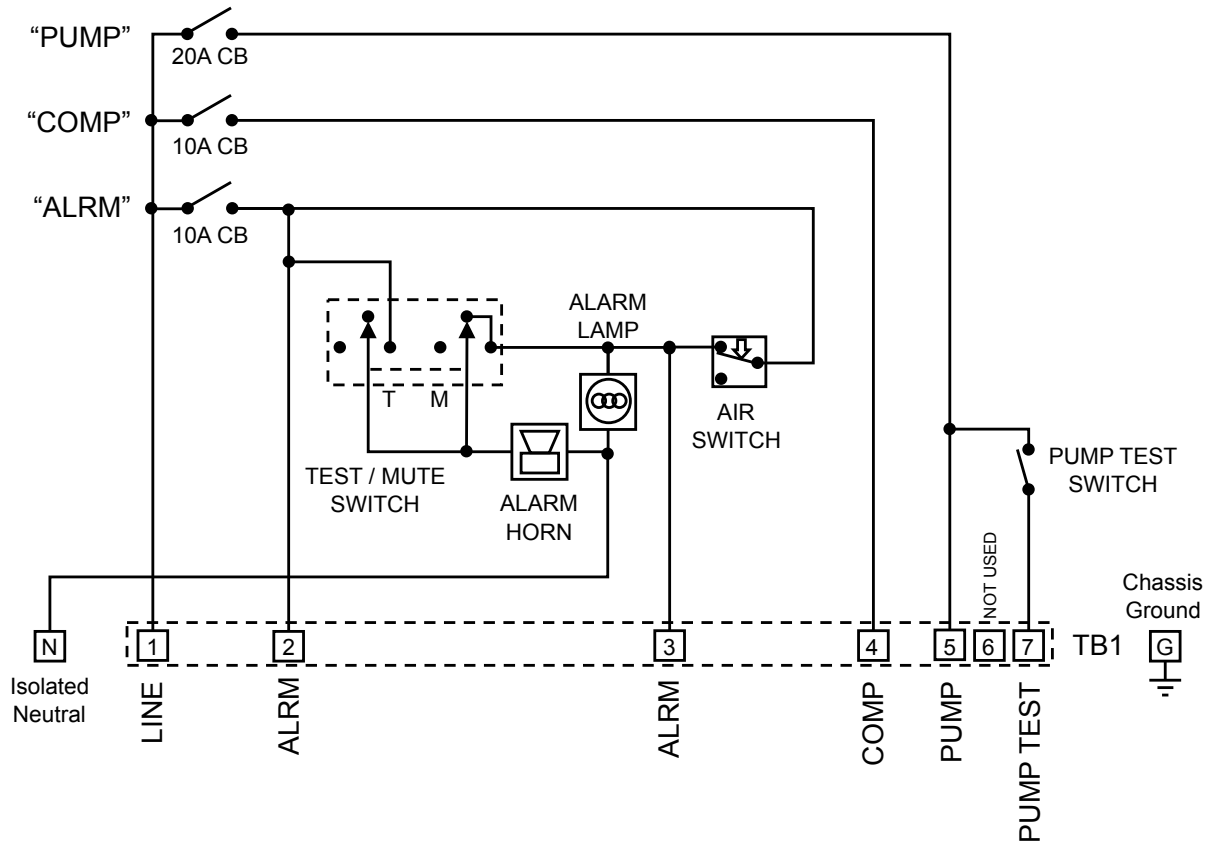 “PUMP”
20A CB
“COMP”
10A CB
“ALRM”
10A CB
ALARM
LAMP
T M
TEST / MUTE
SWITCH
ALARM
HORN
AIR
SWITCH
PUMP TEST
SWITCH
NOT USED
Chassis
Ground
N
1
2
3
4
5
6
7
TB1
G
Isolated
Neutral
LINE
ALRM
ALRM
COMP
PUMP
PUMP TEST